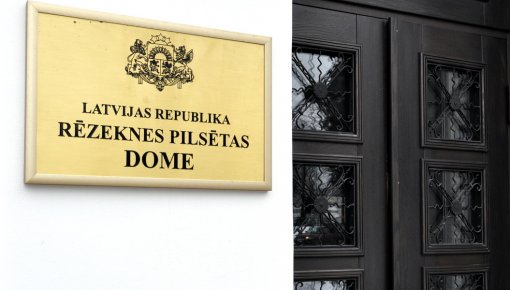 LATVIJAS REPUBLIKA
RĒZEKNES PILSĒTAS
DOME